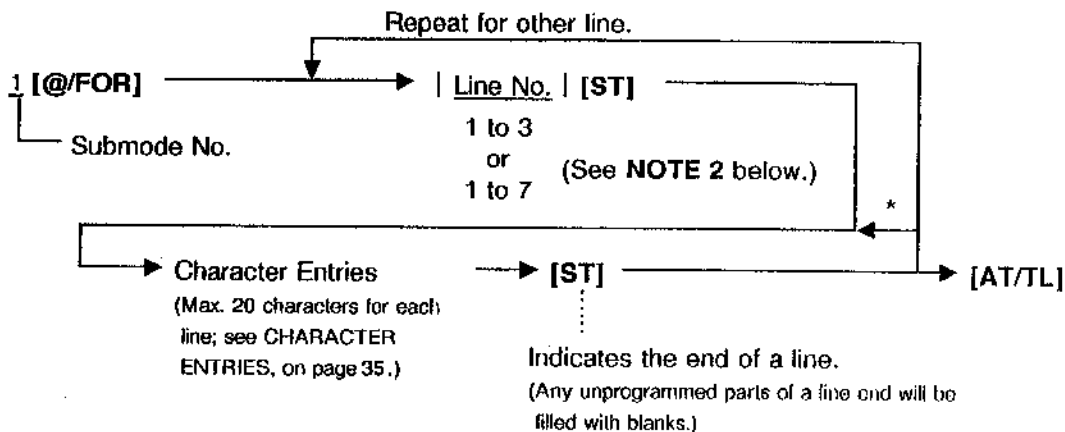 Repeat for other line.
1 [@/FOR] | Line No. | [ST]
Submode No.
1 to 3
or
1 to 7
(See NOTE 2 below.)
*
Character Entries [ST] [AT/TL]
(Max. 20 characters for each
line; see CHARACTER
ENTRIES, on page 35.)
Indicates the end of a line.
(Any unprogrammed parts of a line end will be
filled with blanks.)